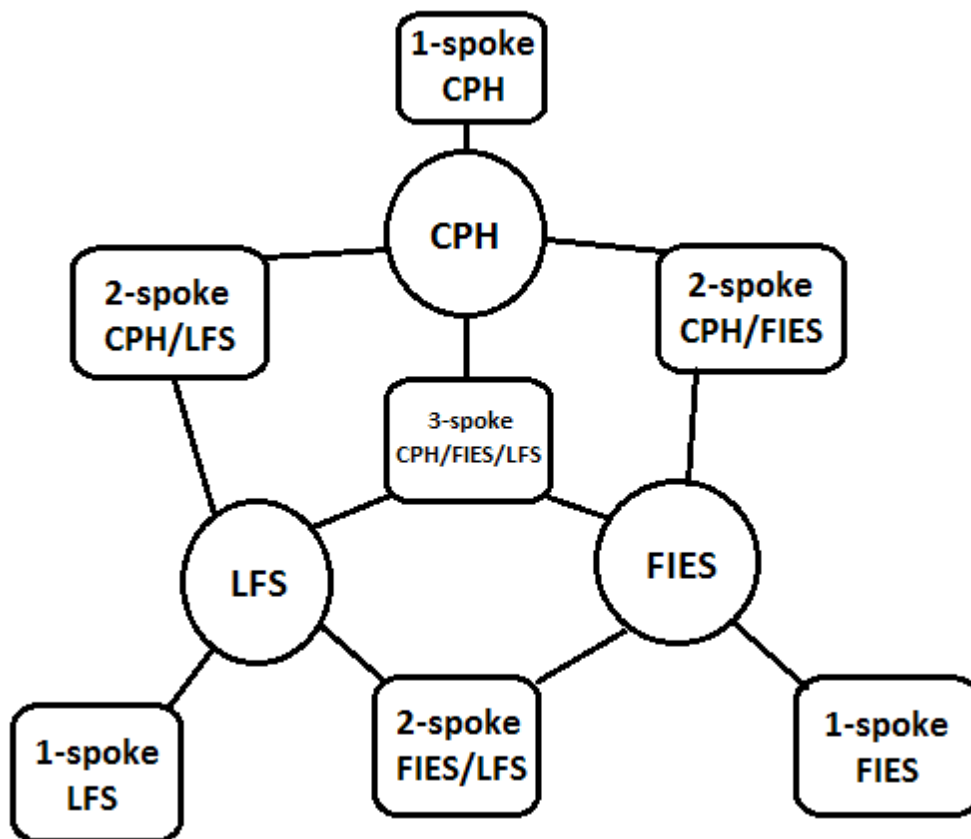 1-spoke
CPH
CPH
2-spoke
CPH/LFS
2-spoke
CPH/FIES
3-spoke
CPH/FIES/LFS
LFS
FIES
1-spoke
LFS
2-spoke
FIES/LFS
1-spoke
FIES